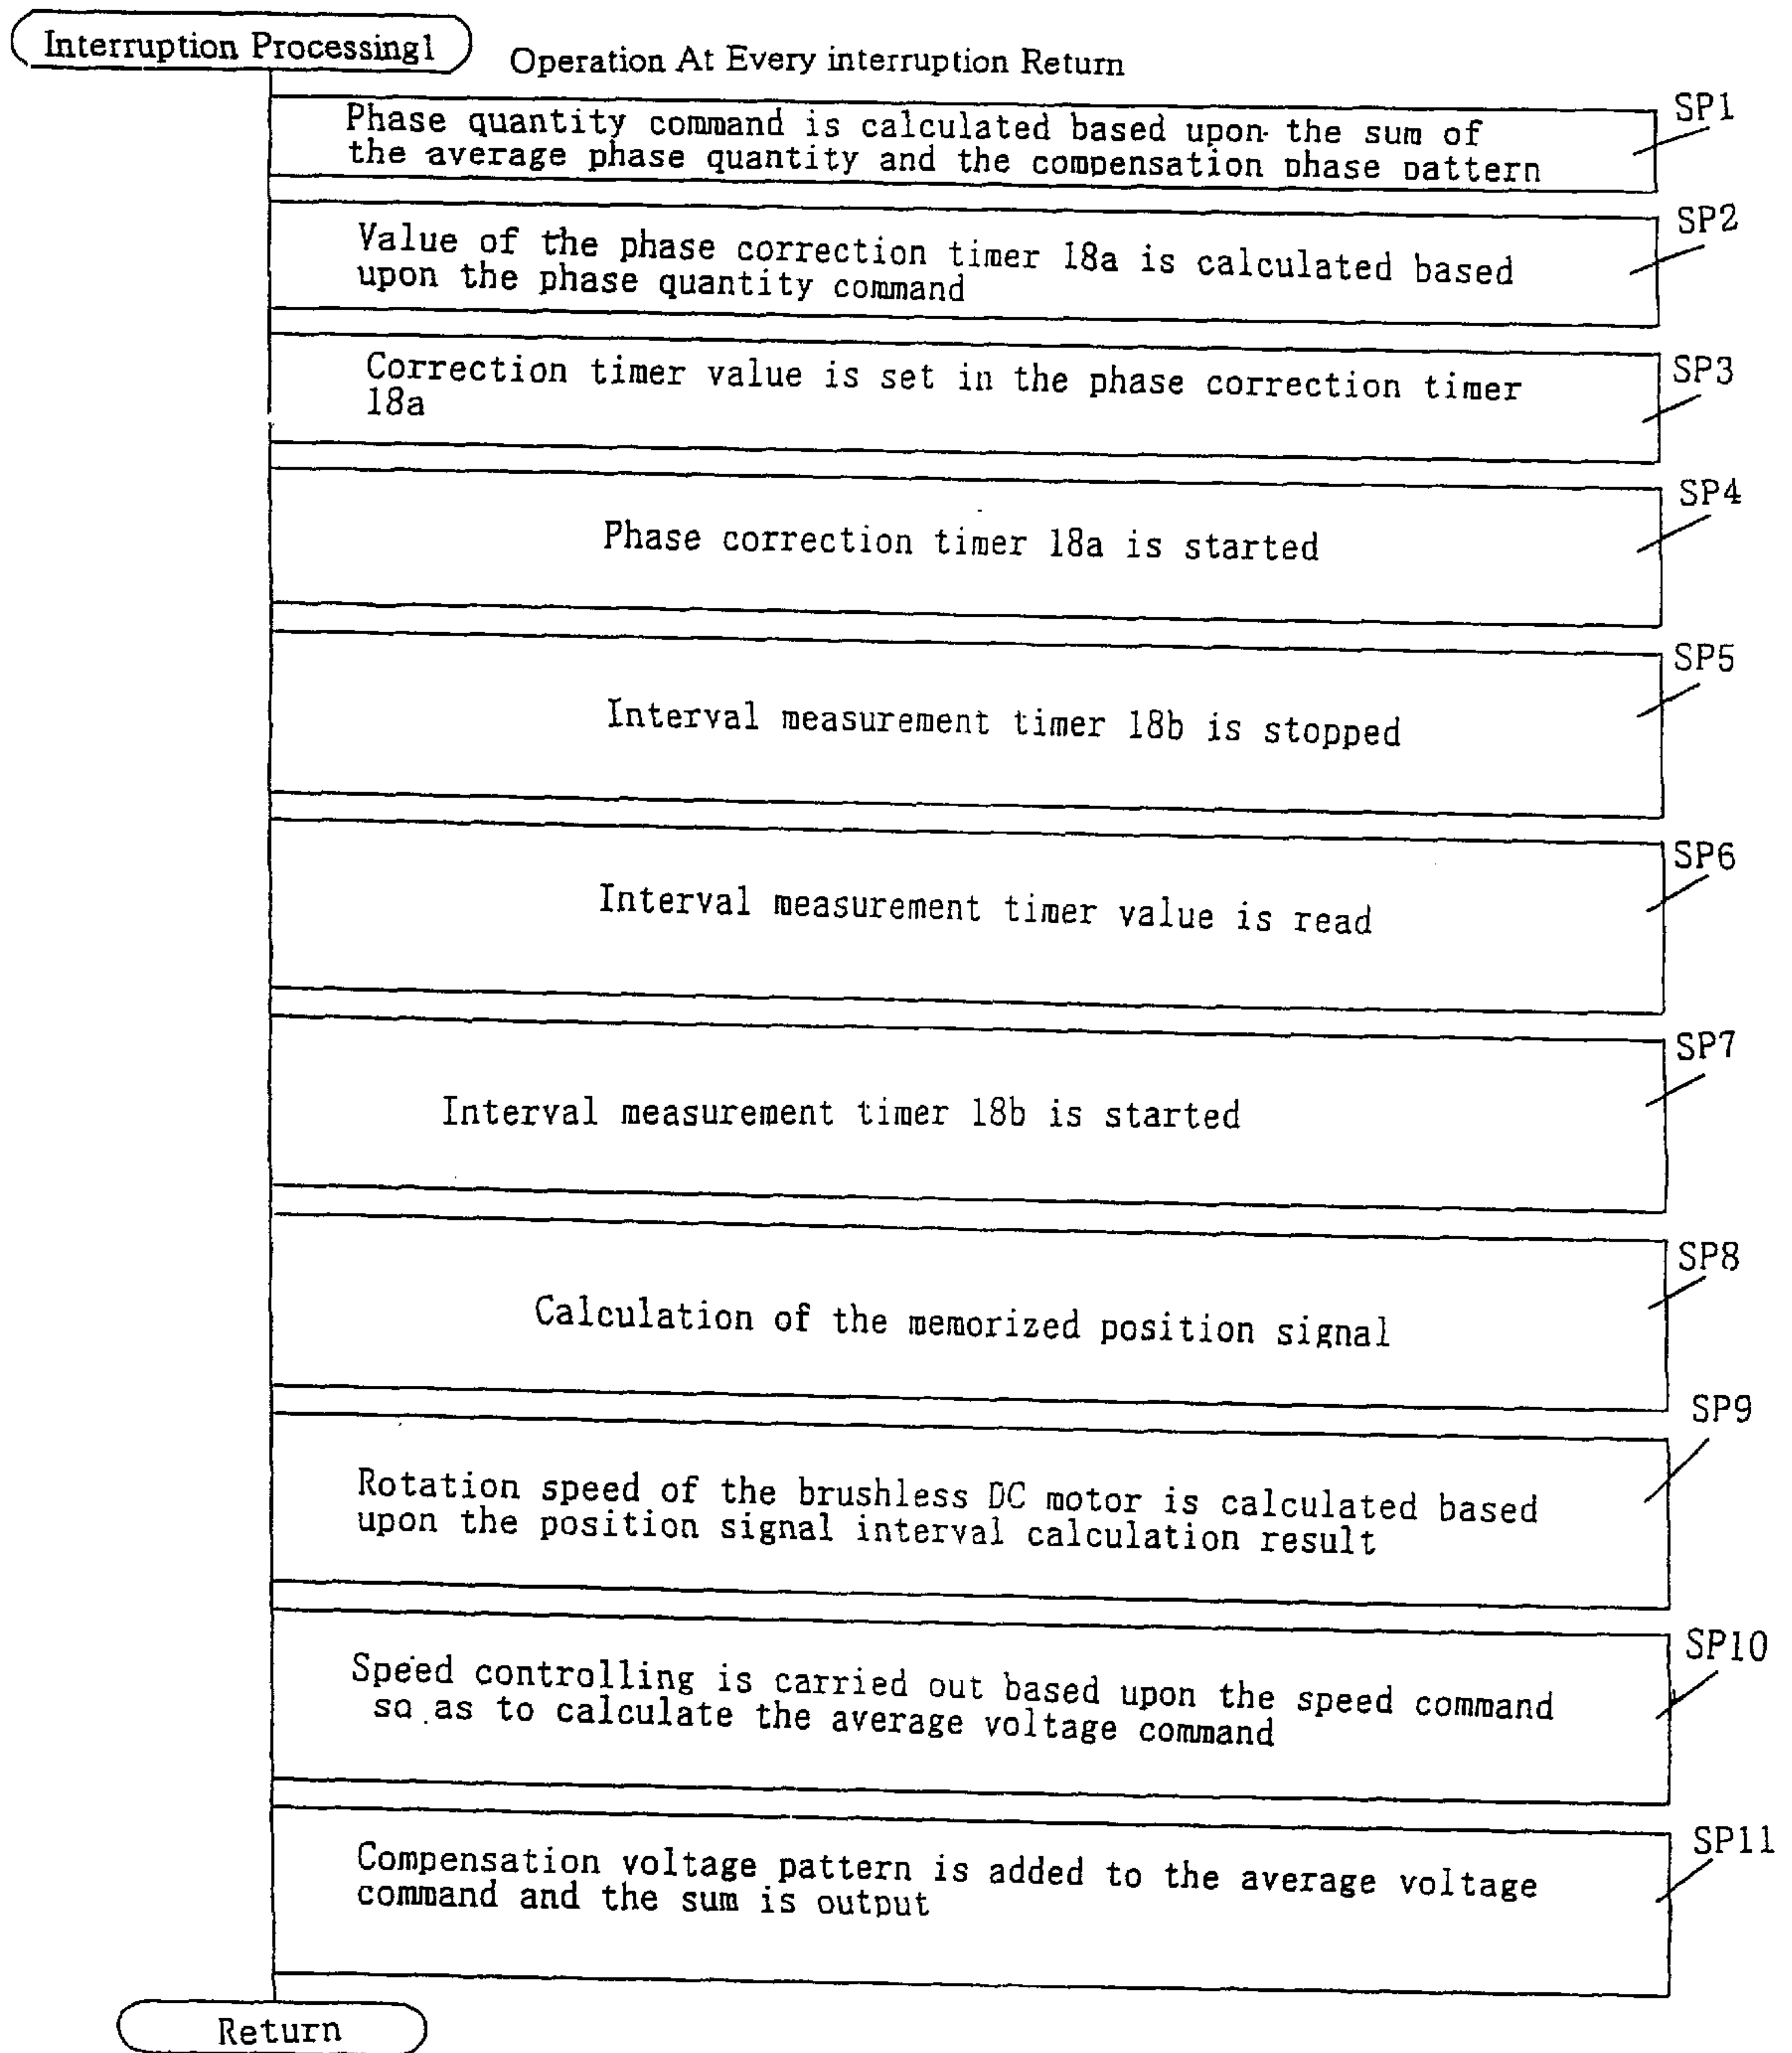 Interruption Processing1
Operation At Every interruption Return
SP1
Phase quantity command is calculated based upon the sum of
the average phase quantity and the compensation phase pattern
SP2
Value of the phase correction timer 18a is calculated based
upon the phase quantity command
SP3
Correction timer value is set in the phase correction timer
18a
SP4
Phase correction timer 18a is started
SP5
Interval measurement timer 18b is stopped
SP6
Interval measurement timer value is read
SP7
Interval measurement timer 18b is started
SP8
Calculation of the memorized position signal
SP9
Rotation speed of the brushless DC motor is calculated based
upon the position signal interval calculation result
SP10
Speed controlling is carried out based upon the speed command
so as to calculate the average voltage command
SP11
Compensation voltage pattern is added to the average voltage
command and the sum is output
Return